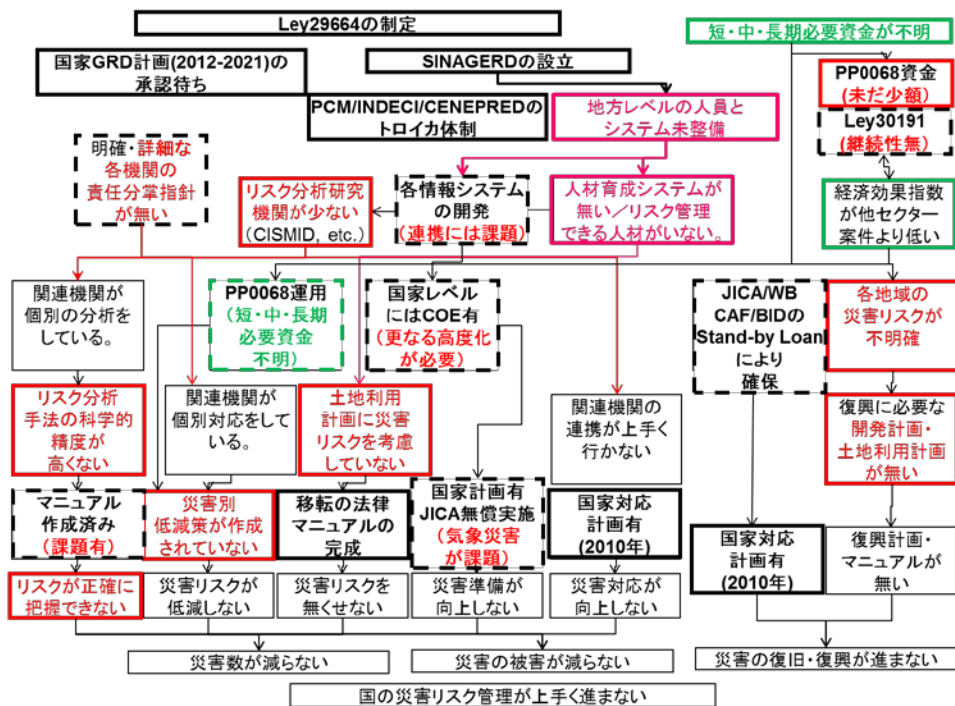 Ley29664の制定
短・中・長期必要資金が不明
国家GRD計画(2012-2021)の
承認待ち
SINAGERDの設立
PP0068資金
(未だ少額)
PCM/INDECI/CENEPREDの
トロイカ体制
地方レベルの人員と
システム未整備
Ley30191
(継続性無)
明確・詳細な
各機関の
責任分掌指針
が無い
リスク分析研究
機関が少ない
(CISMID, etc.)
各情報システム
の開発
(連携には課題)
人材育成システムが
無い／リスク管理
できる人材がいない。
経済効果指数
が他セクター
案件より低い
関連機関が
個別の分析を
している。
PP0068運用
(短・中・長期
必要資金
不明)
国家レベル
にはCOE有
(更なる高度化
が必要)
JICA/WB
CAF/BIDの
Stand-by Loan
により
確保
各地域の
災害リスクが
不明確
リスク分析
手法の科学的
精度が
高くない
関連機関が
個別対応をして
いる。
土地利用
計画に災害
リスクを考慮
していない
関連機関の
連携が上手く
行かない
復興に必要な
開発計画・
土地利用計画
が無い
マニュアル
作成済み
(課題有)
災害別
低減策が作成
されていない
移転の法律
マニュアルの
完成
国家計画有
JICA無償実施
(気象災害
が課題)
国家対応
計画有
(2010年)
国家対応
計画有
(2010年)
復興計画・
マニュアルが
無い
リスクが正確に
把握できない
災害リスクが
低減しない
災害リスクを
無くせない
災害準備が
向上しない
災害対応が
向上しない
災害数が減らない
災害の被害が減らない
災害の復旧・復興が進まない
国の災害リスク管理が上手く進まない